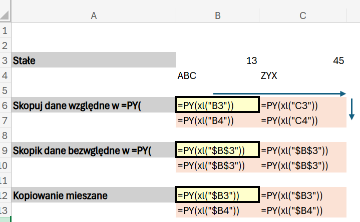 A B C
1
2
3 Stałe 13 45
4 ABC ZYX
5
6 Skopuj dane względne w =PY( =PY(xl("B3")) =PY(xl("C3"))
7 =PY(xl("B4")) =PY(xl("C4"))
8
9 Skopik dane bezwględne w =PY( =PY(xl("$B$3")) =PY(xl("$B$3"))
10 =PY(xl("$B$3")) =PY(xl("$B$3"))
11
12 Kopiowanie mieszane =PY(xl("$B3")) =PY(xl("$B3"))
13 =PY(xl("$B4")) =PY(xl("$B4"))